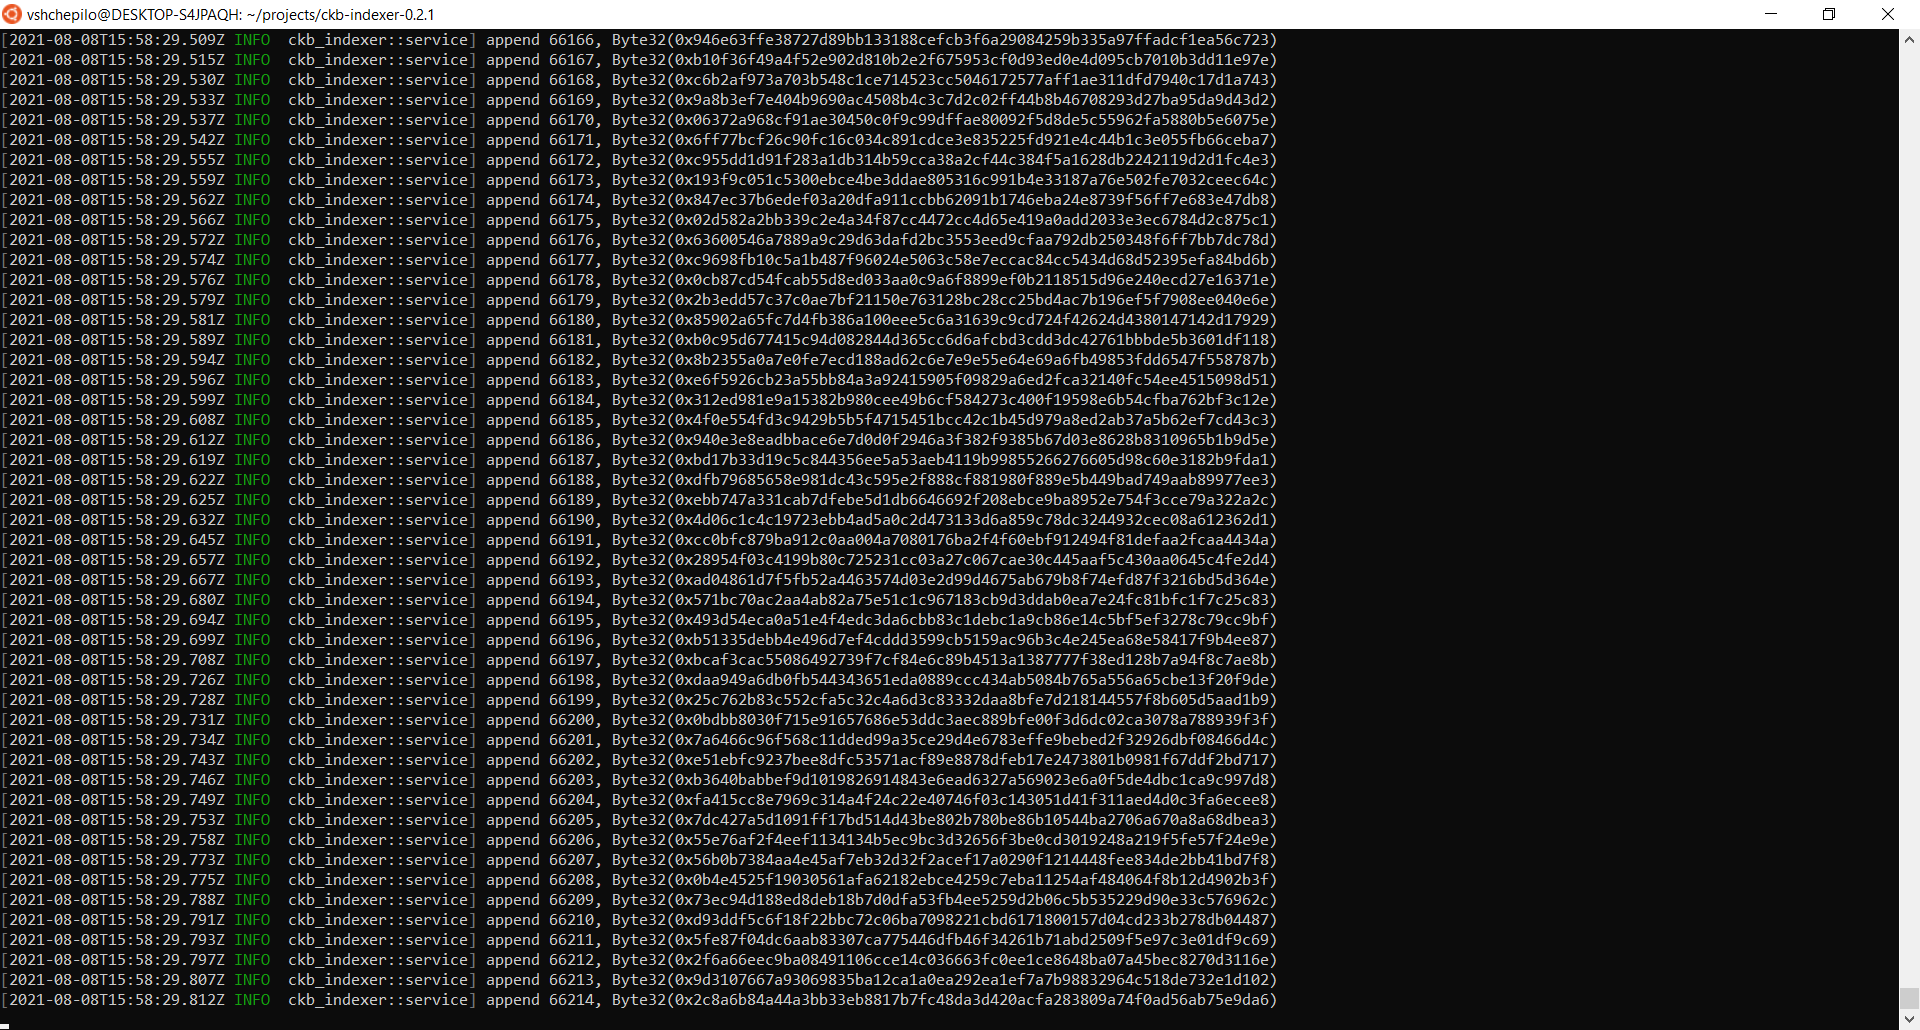 vshchepilo@DESKTOP-S4JPAQH: ~/projects/ckb-indexer-0.2.1
[2021-08-08T15:58:29.509Z INFO  ckb_indexer::service] append 66166, Byte32(0x946e63ffe38727d89bb133188cefcb3f6a29084259b335a97ffadcf1ea56c723)
[2021-08-08T15:58:29.515Z INFO  ckb_indexer::service] append 66167, Byte32(0xb10f36f49a4f52e902d810b2e2f675953cf0d93ed0e4d095cb7010b3dd11e97e)
[2021-08-08T15:58:29.530Z INFO  ckb_indexer::service] append 66168, Byte32(0xc6b2af973a703b548c1ce714523cc5046172577aff1ae311dfd7940c17d1a743)
[2021-08-08T15:58:29.533Z INFO  ckb_indexer::service] append 66169, Byte32(0x9a8b3ef7e404b9690ac4508b4c3c7d2c02ff44b8b46708293d27ba95da9d43d2)
[2021-08-08T15:58:29.537Z INFO  ckb_indexer::service] append 66170, Byte32(0x06372a968cf91ae30450c0f9c99dffae80092f5d8de5c55962fa5880b5e6075e)
[2021-08-08T15:58:29.542Z INFO  ckb_indexer::service] append 66171, Byte32(0x6ff77bcf26c90fc16c034c891cdce3e835225fd921e4c44b1c3e055fb66ceba7)
[2021-08-08T15:58:29.555Z INFO  ckb_indexer::service] append 66172, Byte32(0xc955dd1d91f283a1db314b59cca38a2cf44c384f5a1628db2242119d2d1fc4e3)
[2021-08-08T15:58:29.559Z INFO  ckb_indexer::service] append 66173, Byte32(0x193f9c051c5300ebce4be3ddae805316c991b4e33187a76e502fe7032ceec64c)
[2021-08-08T15:58:29.562Z INFO  ckb_indexer::service] append 66174, Byte32(0x847ec37b6edef03a20dfa911ccbb62091b1746eba24e8739f56ff7e683e47db8)
[2021-08-08T15:58:29.566Z INFO  ckb_indexer::service] append 66175, Byte32(0x02d582a2bb339c2e4a34f87cc4472cc4d65e419a0add2033e3ec6784d2c875c1)
[2021-08-08T15:58:29.572Z INFO  ckb_indexer::service] append 66176, Byte32(0x63600546a7889a9c29d63dafd2bc3553eed9cfaa792db250348f6ff7bb7dc78d)
[2021-08-08T15:58:29.574Z INFO  ckb_indexer::service] append 66177, Byte32(0xc9698fb10c5a1b487f96024e5063c58e7eccac84cc5434d68d52395efa84bd6b)
[2021-08-08T15:58:29.576Z INFO  ckb_indexer::service] append 66178, Byte32(0x0cb87cd54fcab55d8ed033aa0c9a6f8899ef0b2118515d96e240ecd27e16371e)
[2021-08-08T15:58:29.579Z INFO  ckb_indexer::service] append 66179, Byte32(0x2b3edd57c37c0ae7bf21150e763128bc28cc25bd4ac7b196ef5f7908ee040e6e)
[2021-08-08T15:58:29.581Z INFO  ckb_indexer::service] append 66180, Byte32(0x85902a65fc7d4fb386a100eee5c6a31639c9cd724f42624d4380147142d17929)
[2021-08-08T15:58:29.589Z INFO  ckb_indexer::service] append 66181, Byte32(0xb0c95d677415c94d082844d365cc6d6afcbd3cdd3dc42761bbbde5b3601df118)
[2021-08-08T15:58:29.594Z INFO  ckb_indexer::service] append 66182, Byte32(0x8b2355a0a7e0fe7ecd188ad62c6e7e9e55e64e69a6fb49853fdd6547f558787b)
[2021-08-08T15:58:29.596Z INFO  ckb_indexer::service] append 66183, Byte32(0xe6f5926cb23a55bb84a3a92415905f09829a6ed2fca32140fc54ee4515098d51)
[2021-08-08T15:58:29.599Z INFO  ckb_indexer::service] append 66184, Byte32(0x312ed981e9a15382b980cee49b6cf584273c400f19598e6b54cfba762bf3c12e)
[2021-08-08T15:58:29.608Z INFO  ckb_indexer::service] append 66185, Byte32(0x4f0e554fd3c9429b5b5f4715451bcc42c1b45d979a8ed2ab37a5b62ef7cd43c3)
[2021-08-08T15:58:29.612Z INFO  ckb_indexer::service] append 66186, Byte32(0x940e3e8eadbbace6e7d0d0f2946a3f382f9385b67d03e8628b8310965b1b9d5e)
[2021-08-08T15:58:29.619Z INFO  ckb_indexer::service] append 66187, Byte32(0xbd17b33d19c5c844356ee5a53aeb4119b99855266276605d98c60e3182b9fda1)
[2021-08-08T15:58:29.622Z INFO  ckb_indexer::service] append 66188, Byte32(0xdfb79685658e981dc43c595e2f888cf881980f889e5b449bad749aab89977ee3)
[2021-08-08T15:58:29.625Z INFO  ckb_indexer::service] append 66189, Byte32(0xebb747a331cab7dfebe5d1db6646692f208ebce9ba8952e754f3cce79a322a2c)
[2021-08-08T15:58:29.632Z INFO  ckb_indexer::service] append 66190, Byte32(0x4d06c1c4c19723ebb4ad5a0c2d473133d6a859c78dc3244932cec08a612362d1)
[2021-08-08T15:58:29.645Z INFO  ckb_indexer::service] append 66191, Byte32(0xcc0bfc879ba912c0aa004a7080176ba2f4f60ebf912494f81defaa2fcaa4434a)
[2021-08-08T15:58:29.657Z INFO  ckb_indexer::service] append 66192, Byte32(0x28954f03c4199b80c725231cc03a27c067cae30c445aaf5c430aa0645c4fe2d4)
[2021-08-08T15:58:29.667Z INFO  ckb_indexer::service] append 66193, Byte32(0xad04861d7f5fb52a4463574d03e2d99d4675ab679b8f74efd87f3216bd5d364e)
[2021-08-08T15:58:29.680Z INFO  ckb_indexer::service] append 66194, Byte32(0x571bc70ac2aa4ab82a75e51c1c967183cb9d3ddab0ea7e24fc81bfc1f7c25c83)
[2021-08-08T15:58:29.694Z INFO  ckb_indexer::service] append 66195, Byte32(0x493d54eca0a51e4f4edc3da6cbb83c1debc1a9cb86e14c5bf5ef3278c79cc9bf)
[2021-08-08T15:58:29.699Z INFO  ckb_indexer::service] append 66196, Byte32(0xb51335debb4e496d7ef4cddd3599cb5159ac96b3c4e245ea68e58417f9b4ee87)
[2021-08-08T15:58:29.708Z INFO  ckb_indexer::service] append 66197, Byte32(0xbcaf3cac55086492739f7cf84e6c89b4513a1387777f38ed128b7a94f8c7ae8b)
[2021-08-08T15:58:29.726Z INFO  ckb_indexer::service] append 66198, Byte32(0xdaa949a6db0fb544343651eda0889ccc434ab5084b765a556a65cbe13f20f9de)
[2021-08-08T15:58:29.728Z INFO  ckb_indexer::service] append 66199, Byte32(0x25c762b83c552cfa5c32c4a6d3c83332daa8bfe7d218144557f8b605d5aad1b9)
[2021-08-08T15:58:29.731Z INFO  ckb_indexer::service] append 66200, Byte32(0x0bdbb8030f715e91657686e53ddc3aec889bfe00f3d6dc02ca3078a788939f3f)
[2021-08-08T15:58:29.734Z INFO  ckb_indexer::service] append 66201, Byte32(0x7a6466c96f568c11dded99a35ce29d4e6783effe9bebed2f32926dbf08466d4c)
[2021-08-08T15:58:29.743Z INFO  ckb_indexer::service] append 66202, Byte32(0xe51ebfc9237bee8dfc53571acf89e8878dfeb17e2473801b0981f67ddf2bd717)
[2021-08-08T15:58:29.746Z INFO  ckb_indexer::service] append 66203, Byte32(0xb3640babbef9d1019826914843e6ead6327a569023e6a0f5de4dbc1ca9c997d8)
[2021-08-08T15:58:29.749Z INFO  ckb_indexer::service] append 66204, Byte32(0xfa415cc8e7969c314a4f24c22e40746f03c143051d41f311aed4d0c3fa6ecee8)
[2021-08-08T15:58:29.753Z INFO  ckb_indexer::service] append 66205, Byte32(0x7dc427a5d1091ff17bd514d43be802b780be86b10544ba2706a670a8a68dbea3)
[2021-08-08T15:58:29.758Z INFO  ckb_indexer::service] append 66206, Byte32(0x55e76af2f4eef1134134b5ec9bc3d32656f3be0cd3019248a219f5fe57f24e9e)
[2021-08-08T15:58:29.773Z INFO  ckb_indexer::service] append 66207, Byte32(0x56b0b7384aa4e45af7eb32d32f2acef17a0290f1214448fee834de2bb41bd7f8)
[2021-08-08T15:58:29.775Z INFO  ckb_indexer::service] append 66208, Byte32(0x0b4e4525f19030561afa62182ebce4259c7eba11254af484064f8b12d4902b3f)
[2021-08-08T15:58:29.788Z INFO  ckb_indexer::service] append 66209, Byte32(0x73ec94d188ed8deb18b7d0dfa53fb4ee5259d2b06c5b535229d90e33c576962c)
[2021-08-08T15:58:29.791Z INFO  ckb_indexer::service] append 66210, Byte32(0xd93ddf5c6f18f22bbc72c06ba7098221cbd6171800157d04cd233b278db04487)
[2021-08-08T15:58:29.793Z INFO  ckb_indexer::service] append 66211, Byte32(0x5fe87f04dc6aab83307ca775446dfb46f34261b71abd2509f5e97c3e01df9c69)
[2021-08-08T15:58:29.797Z INFO  ckb_indexer::service] append 66212, Byte32(0x2f6a66eec9ba08491106cce14c036663fc0ee1ce8648ba07a45bec8270d3116e)
[2021-08-08T15:58:29.807Z INFO  ckb_indexer::service] append 66213, Byte32(0x9d3107667a93069835ba12ca1a0ea292ea1ef7a7b98832964c518de732e1d102)
[2021-08-08T15:58:29.812Z INFO  ckb_indexer::service] append 66214, Byte32(0x2c8a6b84a44a3bb33eb8817b7fc48da3d420acfa283809a74f0ad56ab75e9da6)